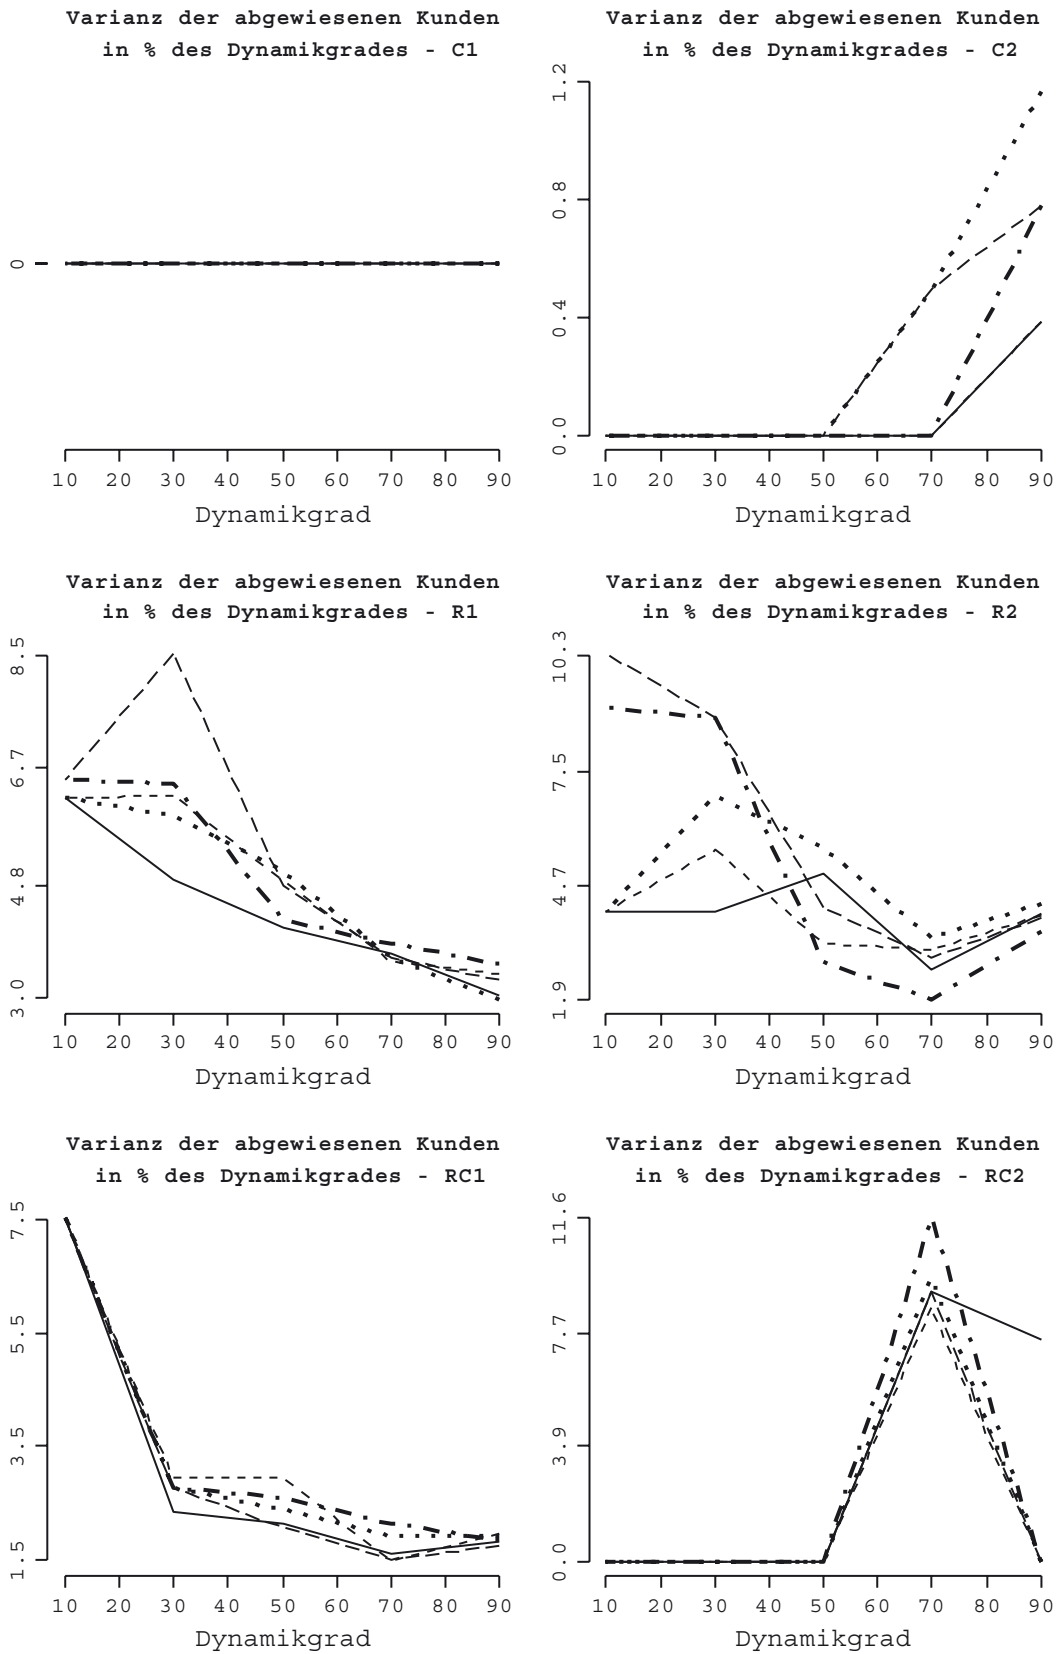 Varianz der abgewiesenen Kunden
in % des Dynamikgrades - C1
0
10 20 30 40 50 60 70 80 90
Dynamikgrad
Varianz der abgewiesenen Kunden
in % des Dynamikgrades - C2
1.2
0.8
0.4
0.0
10 20 30 40 50 60 70 80 90
Dynamikgrad
Varianz der abgewiesenen Kunden
in % des Dynamikgrades - R1
8.5
6.7
4.8
3.0
10 20 30 40 50 60 70 80 90
Dynamikgrad
Varianz der abgewiesenen Kunden
in % des Dynamikgrades - R2
10.3
7.5
4.7
1.9
10 20 30 40 50 60 70 80 90
Dynamikgrad
Varianz der abgewiesenen Kunden
in % des Dynamikgrades - RC1
7.5
5.5
3.5
1.5
10 20 30 40 50 60 70 80 90
Dynamikgrad
Varianz der abgewiesenen Kunden
in % des Dynamikgrades - RC2
11.6
7.7
3.9
0.0
10 20 30 40 50 60 70 80 90
Dynamikgrad